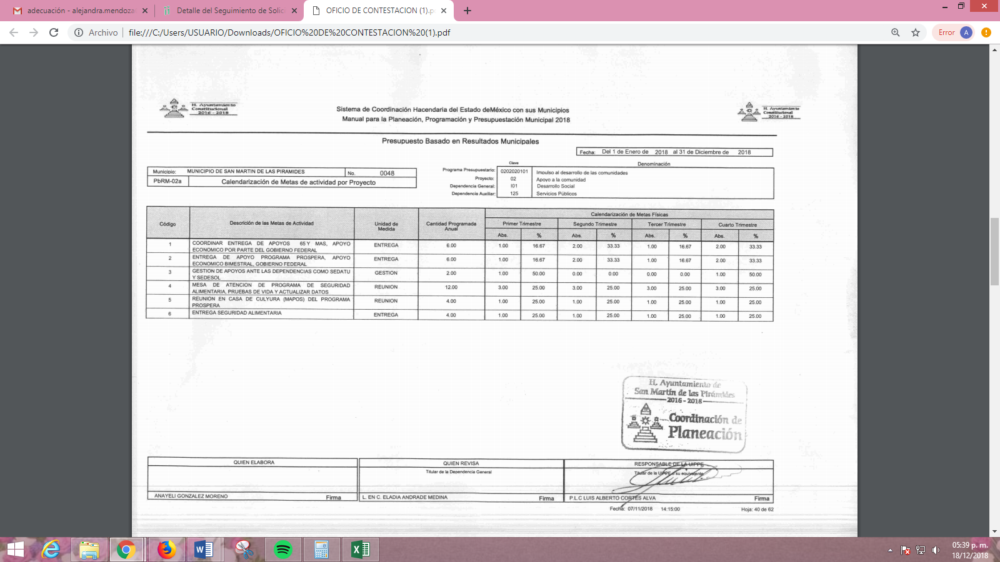 adecuación - alejandra.mendoza
Detalle del Seguimiento de Solici
OFICIO DE CONTESTACION (1).p
Archivo
file:///C:/Users/USUARIO/Downloads/OFICIO%20DE%20CONTESTACION%20(1).pdf
Error A
H. Ayuntamiento
Constitucional
2016 - 2018
Sistema de Coordinación Hacendaria del Estado deMéxico con sus Municipios
Manual para la Planeación, Programación y Presupuestación Municipal 2018
H. Ayuntamiento
Constitucional
2016 - 2018
Presupuesto Basado en Resultados Municipales
Fecha: Del 1 de Enero de 2018 al 31 de Diciembre de 2018
Clave Denominación
Municipio: MUNICIPIO DE SAN MARTIN DE LAS PIRAMIDES No. 0048
PbRM-02a Calendarización de Metas de actividad por Proyecto
Programa Presupuestario: 0202020101 Impulso al desarrollo de las comunidades
Proyecto: 02 Apoyo a la comunidad
Dependencia General: I01 Desarrollo Social
Dependencia Auxiliar: 125 Servicios Públicos
Código Descrición de las Metas de Actividad Unidad de Medida Cantidad Programada Anual Calendarización de Metas Físicas
Primer Trimestre Segundo Trimestre Tercer Trimestre Cuarto Trimestre
Abs. % Abs. % Abs. % Abs. %
1 COORDINAR ENTREGA DE APOYOS 65 Y MAS, APOYO ECONOMICO POR PARTE DEL GOBIERNO FEDERAL ENTREGA 6.00 1.00 16.67 2.00 33.33 1.00 16.67 2.00 33.33
2 ENTREGA DE APOYO PROGRAMA PROSPERA, APOYO ECONOMICO BIMESTRAL, GOBIERNO FEDERAL ENTREGA 6.00 1.00 16.67 2.00 33.33 1.00 16.67 2.00 33.33
3 GESTION DE APOYOS ANTE LAS DEPENDENCIAS COMO SEDATU Y SEDESOL GESTION 2.00 1.00 50.00 0.00 0.00 0.00 0.00 1.00 50.00
4 MESA DE ATENCION DE PROGRAMA DE SEGURIDAD ALIMENTARIA, PRUEBAS DE VIDA Y ACTUALIZAR DATOS REUNION 12.00 3.00 25.00 3.00 25.00 3.00 25.00 3.00 25.00
5 REUNION EN CASA DE CULYURA (MAPOS) DEL PROGRAMA PROSPERA REUNION 4.00 1.00 25.00 1.00 25.00 1.00 25.00 1.00 25.00
6 ENTREGA SEGURIDAD ALIMENTARIA ENTREGA 4.00 1.00 25.00 1.00 25.00 1.00 25.00 1.00 25.00
H. Ayuntamiento de
San Martín de las Pirámides
2016 - 2018
Coordinación de
Planeación
QUIEN ELABORA QUIEN REVISA RESPONSABLE DE LA UIPPE
Titular de la Dependencia General Titular de la UIPPE o su equivalente
ANAYELI GONZALEZ MORENO Firma L. EN C. ELADIA ANDRADE MEDINA Firma P.L.C LUIS ALBERTO CORTÉS ALVA Firma
Fecha: 07/11/2018 14:15:00 Hoja: 40 de 62
05:39 p. m.
18/12/2018